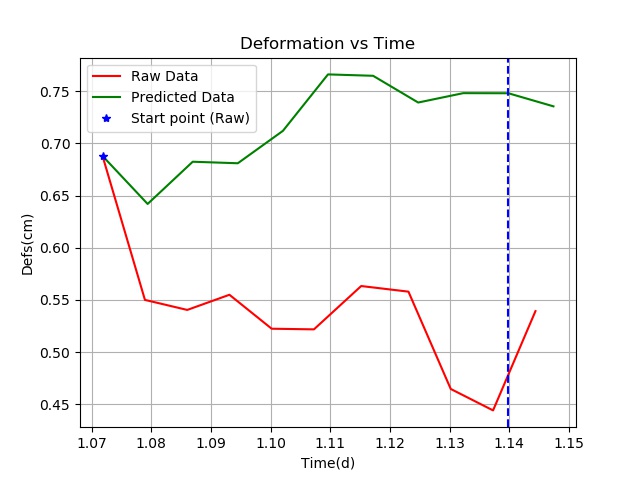 Deformation vs Time
Raw Data
Predicted Data
Start point (Raw)
Defs(cm)
0.75
0.70
0.65
0.60
0.55
0.50
0.45
1.07 1.08 1.09 1.10 1.11 1.12 1.13 1.14 1.15
Time(d)